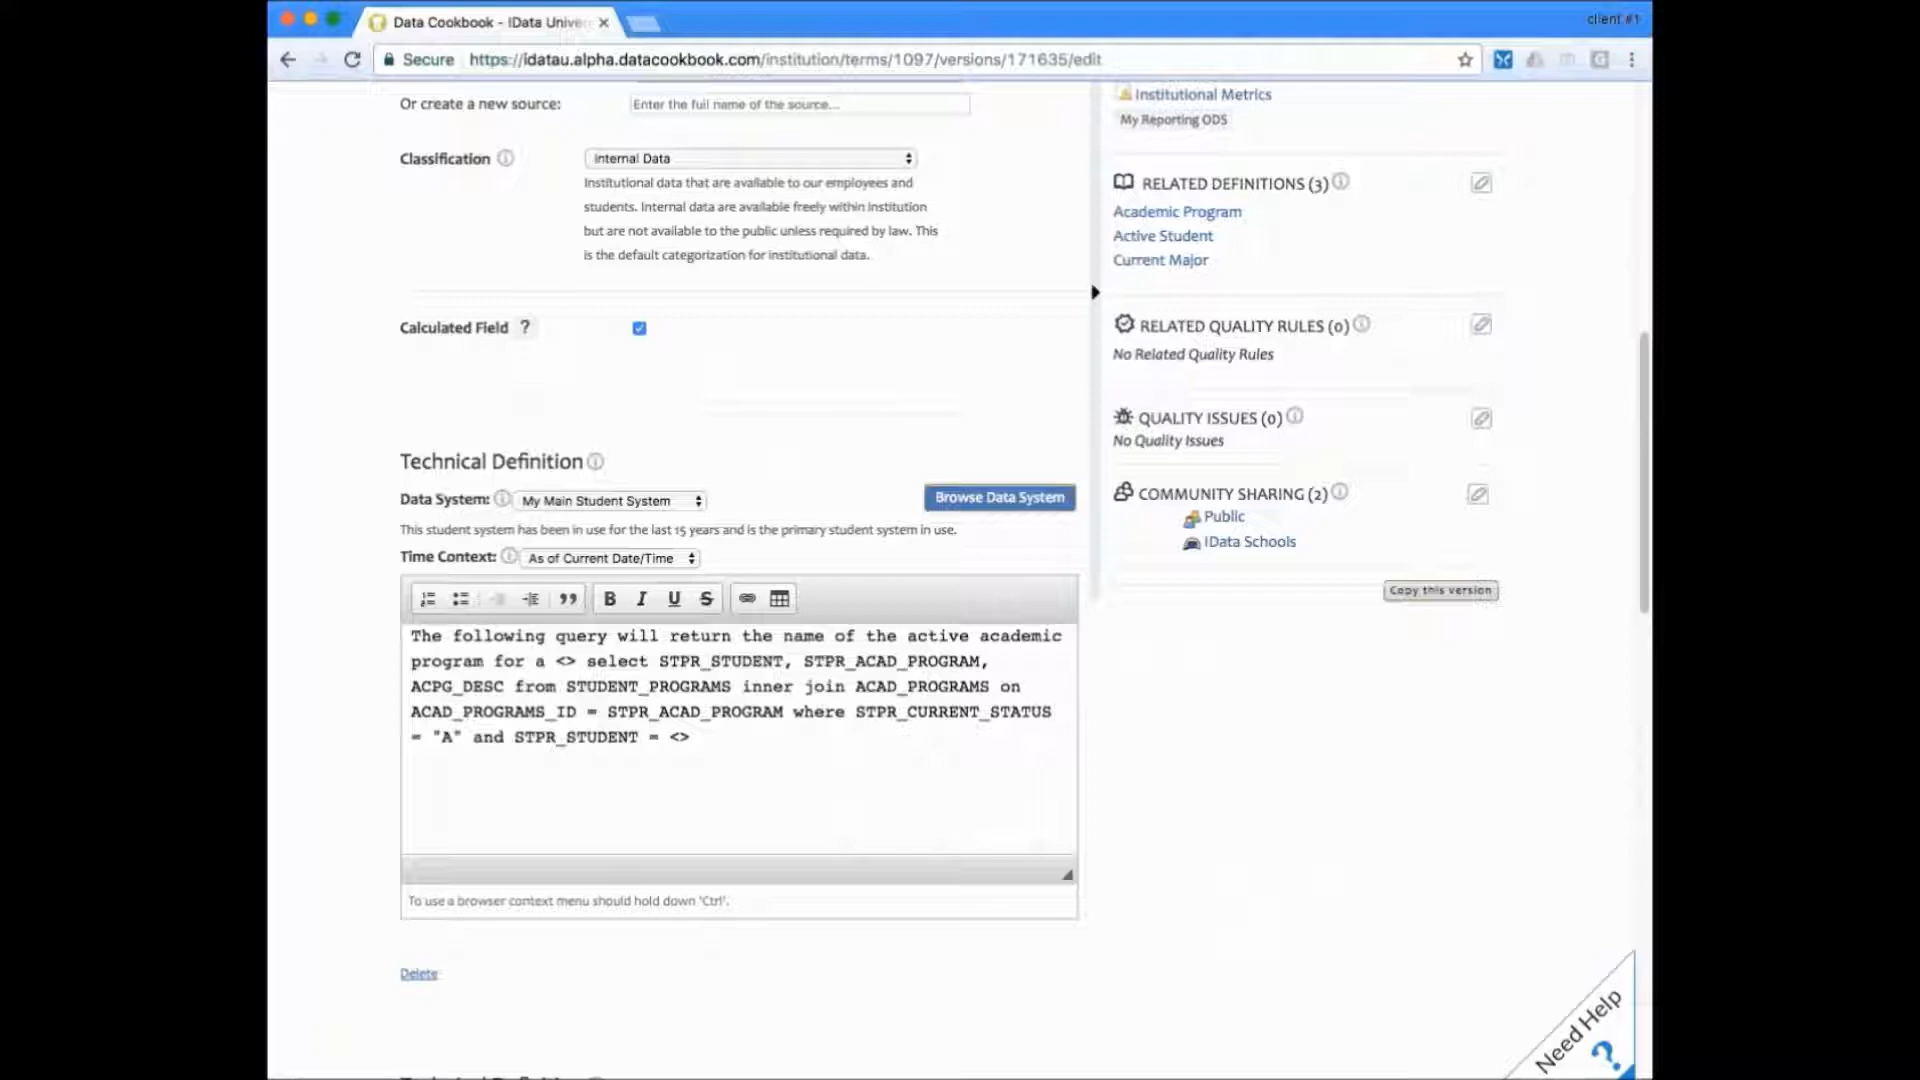 Data Cookbook - IData Univer
client #1
Secure https://idatau.alpha.datacookbook.com/institution/terms/1097/versions/171635/edit
Or create a new source: Enter the full name of the source...
Classification Internal Data
Institutional data that are available to our employees and
students. Internal data are available freely within institution
but are not available to the public unless required by law. This
is the default categorization for institutional data.
Calculated Field ?
Technical Definition
Data System: My Main Student System Browse Data System
This student system has been in use for the last 15 years and is the primary student system in use.
Time Context: As of Current Date/Time
B I U S
The following query will return the name of the active academic
program for a <> select STPR_STUDENT, STPR_ACAD_PROGRAM,
ACPG_DESC from STUDENT_PROGRAMS inner join ACAD_PROGRAMS on
ACAD_PROGRAMS_ID = STPR_ACAD_PROGRAM where STPR_CURRENT_STATUS
= "A" and STPR_STUDENT = <>
To use a browser context menu should hold down 'Ctrl'.
Delete
Institutional Metrics
My Reporting ODS
RELATED DEFINITIONS (3)
Academic Program
Active Student
Current Major
RELATED QUALITY RULES (0)
No Related Quality Rules
QUALITY ISSUES (0)
No Quality Issues
COMMUNITY SHARING (2)
Public
IData Schools
Copy this version
Need Help
?